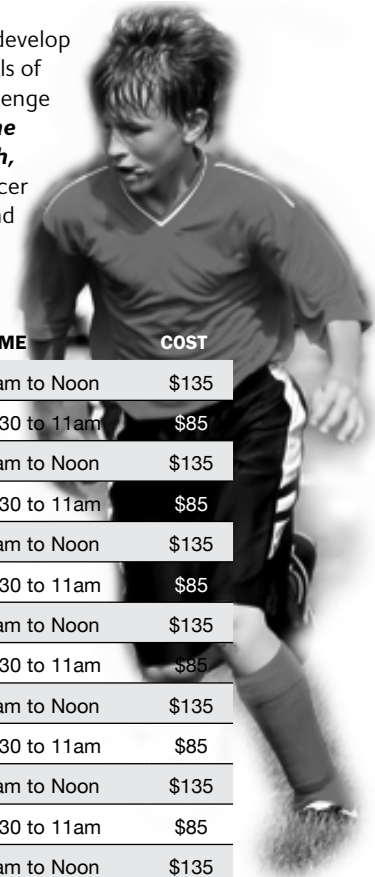 develop
ls of
enge
ne
h,
cer
nd
ME COST
am to Noon $135
30 to 11am $85
am to Noon $135
30 to 11am $85
am to Noon $135
30 to 11am $85
am to Noon $135
30 to 11am $85
am to Noon $135
30 to 11am $85
am to Noon $135
30 to 11am $85
am to Noon $135